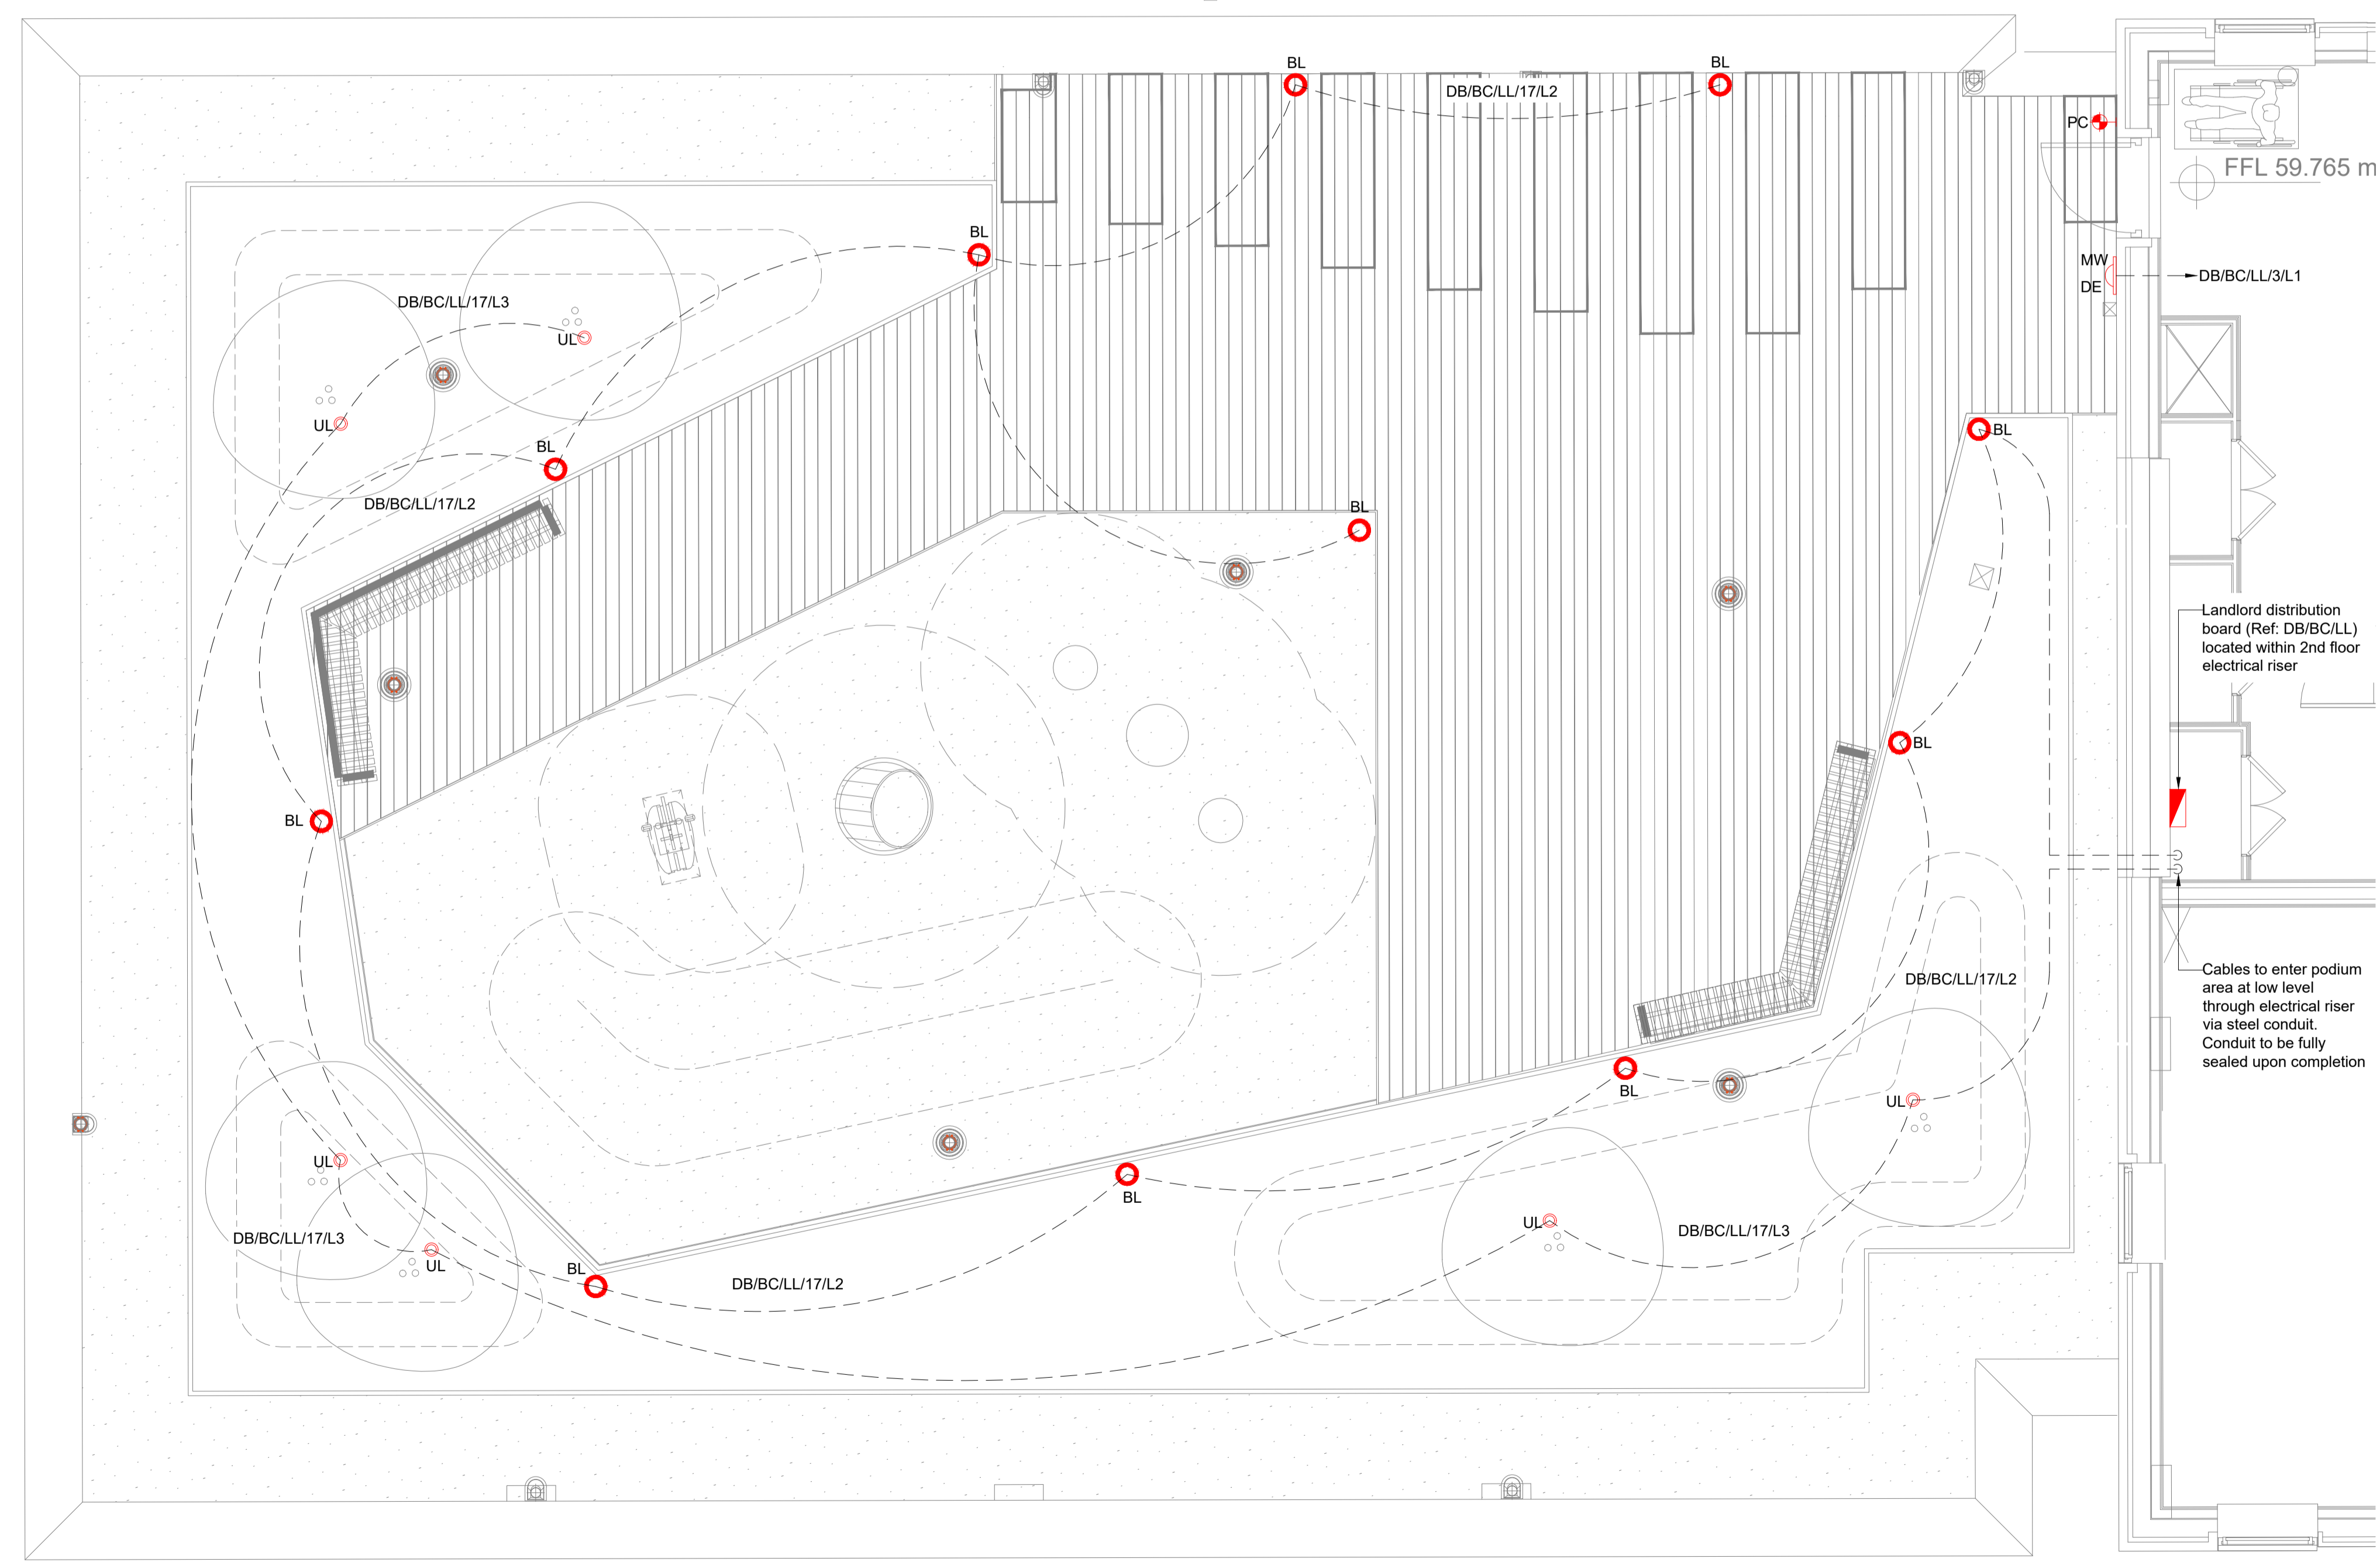 BL
BL
DB/BC/LL/17/L2
PC
FFL 59.765 m
BL
MW
DE
DB/BC/LL/3/L1
DB/BC/LL/17/L3
UL
UL
BL
BL
DB/BC/LL/17/L2
BL
Landlord distribution
board (Ref: DB/BC/LL)
located within 2nd floor
electrical riser
BL
BL
Cables to enter podium
area at low level
through electrical riser
via steel conduit.
Conduit to be fully
sealed upon completion
DB/BC/LL/17/L2
BL
UL
UL
BL
UL
DB/BC/LL/17/L3
DB/BC/LL/17/L3
UL
BL
DB/BC/LL/17/L2